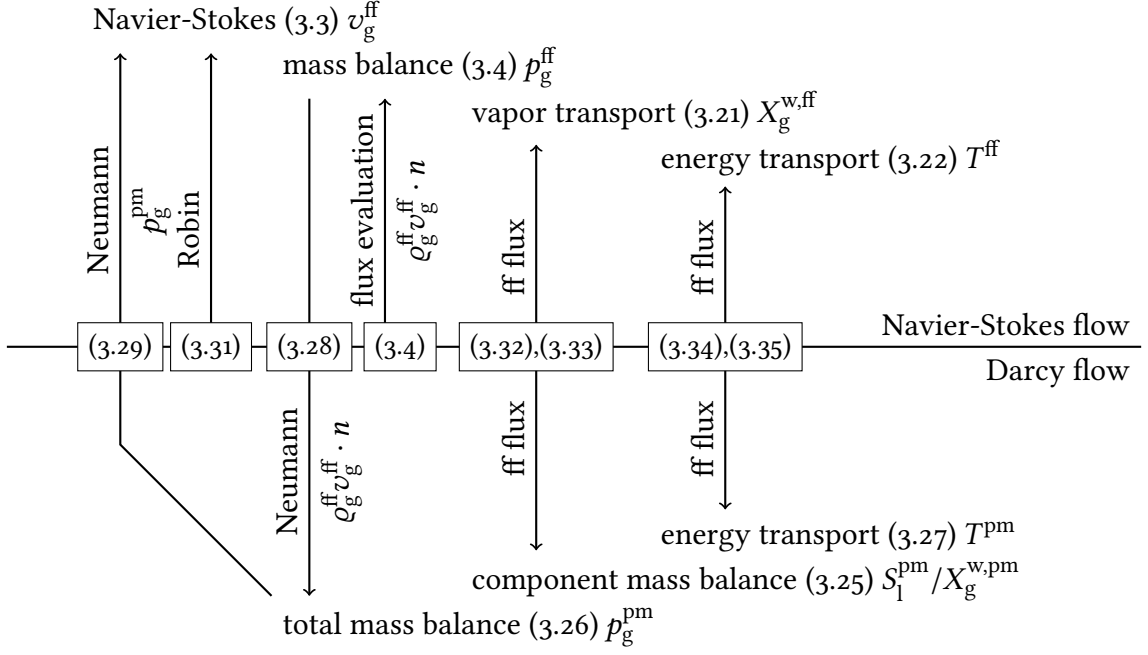 Navier-Stokes (3.3) v_g^ff
mass balance (3.4) p_g^ff
vapor transport (3.21) X_g^w,ff
energy transport (3.22) T^ff
Neumann
p_g^pm
Robin
flux evaluation
ϱ_g^ff v_g^ff · n
ff flux
ff flux
(3.29)
(3.31)
(3.28)
(3.4)
(3.32),(3.33)
(3.34),(3.35)
Navier-Stokes flow
Darcy flow
Neumann
ϱ_g^ff v_g^ff · n
ff flux
ff flux
energy transport (3.27) T^pm
component mass balance (3.25) S_l^pm/X_g^w,pm
total mass balance (3.26) p_g^pm